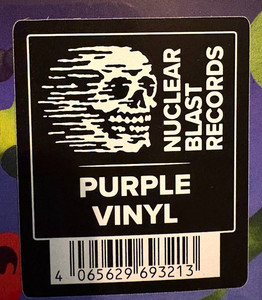 NUCLEAR
BLAST
RECORDS
PURPLE
VINYL
4 065629 693213